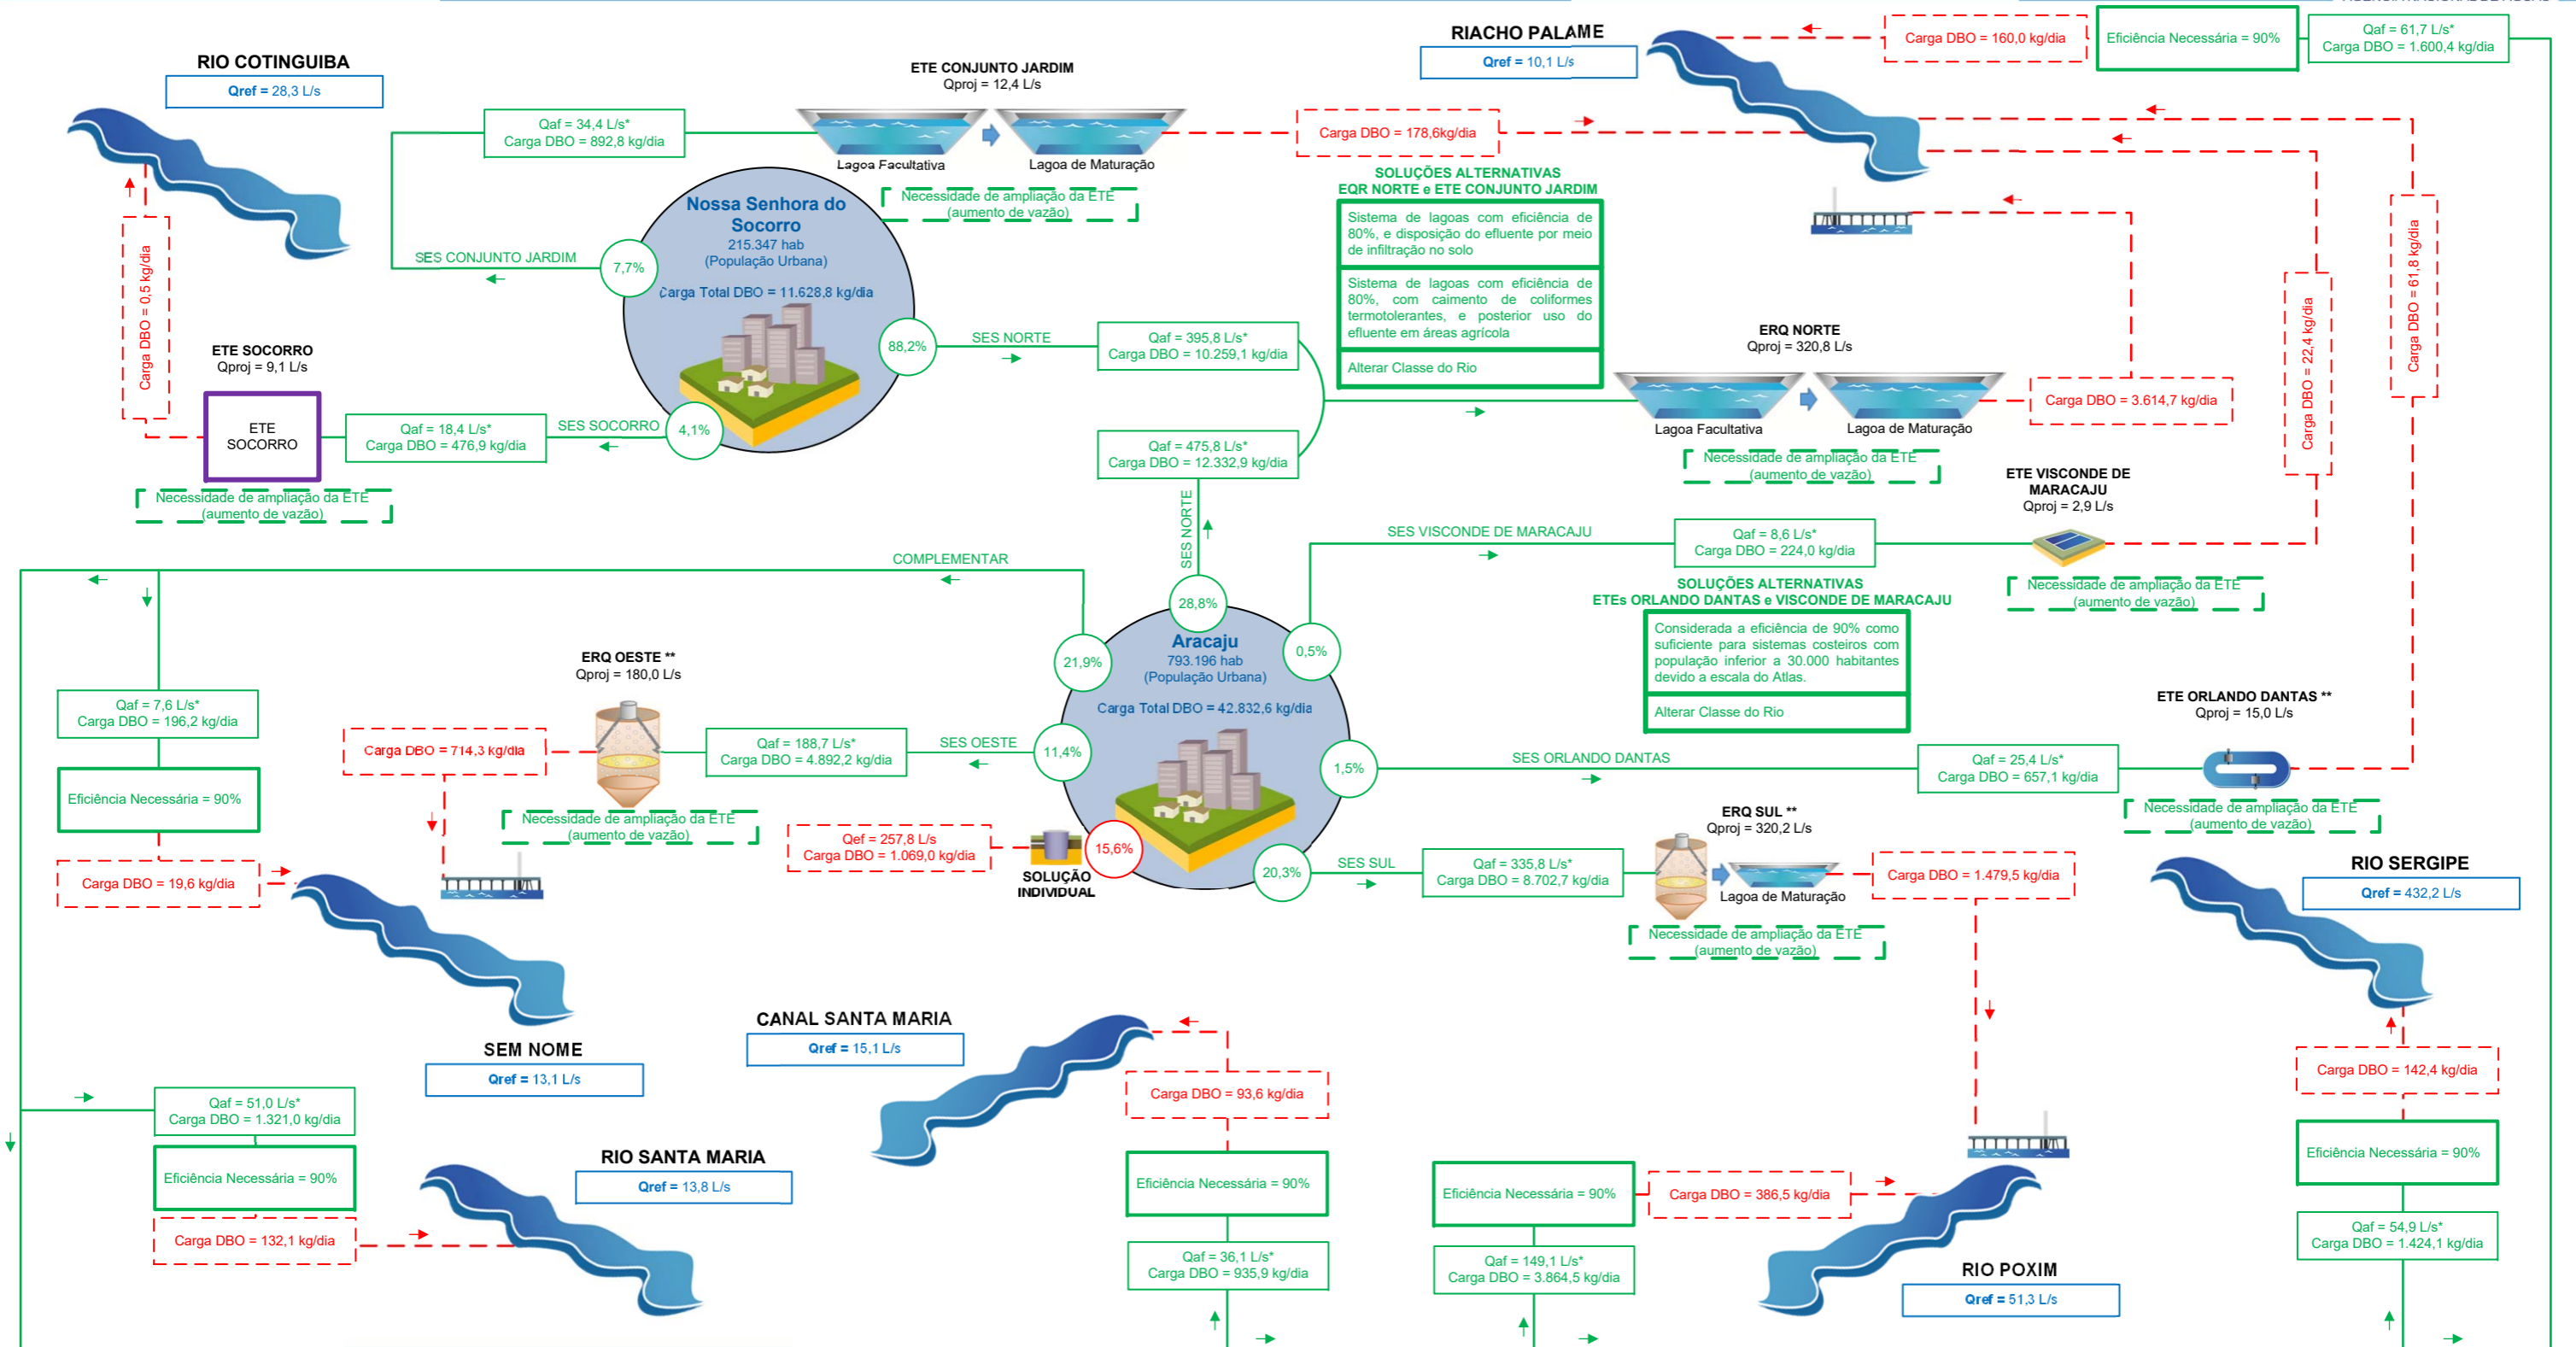 RIO COTINGUIBA
Qref = 28,3 L/s
Qaf = 34,4 L/s*
Carga DBO = 892,8 kg/dia
ETE CONJUNTO JARDIM
Qproj = 12,4 L/s
Lagoa Facultativa
Lagoa de Maturação
Necessidade de ampliação da ETE
(aumento de vazão)
Carga DBO = 178,6kg/dia
RIACHO PALAME
Qref = 10,1 L/s
Carga DBO = 160,0 kg/dia
Eficiência Necessária = 90%
Qaf = 61,7 L/s*
Carga DBO = 1.600,4 kg/dia
SOLUÇÕES ALTERNATIVAS
EQR NORTE e ETE CONJUNTO JARDIM
Sistema de lagoas com eficiência de
80%, e disposição do efluente por meio
de infiltração no solo
Sistema de lagoas com eficiência de
80%, com caimento de coliformes
termotolerantes, e posterior uso do
efluente em áreas agrícola
Alterar Classe do Rio
Nossa Senhora do
Socorro
215.347 hab
(População Urbana)
Carga Total DBO = 11.628,8 kg/dia
SES CONJUNTO JARDIM
7,7%
88,2%
4,1%
SES NORTE
Qaf = 395,8 L/s*
Carga DBO = 10.259,1 kg/dia
Carga DBO = 0,5 kg/dia
ETE SOCORRO
Qproj = 9,1 L/s
ETE
SOCORRO
Qaf = 18,4 L/s*
Carga DBO = 476,9 kg/dia
SES SOCORRO
Necessidade de ampliação da ETE
(aumento de vazão)
Qaf = 475,8 L/s*
Carga DBO = 12.332,9 kg/dia
SES NORTE
ERQ NORTE
Qproj = 320,8 L/s
Lagoa Facultativa
Lagoa de Maturação
Necessidade de ampliação da ETE
(aumento de vazão)
Carga DBO = 3.614,7 kg/dia
Carga DBO = 22,4 kg/dia
Carga DBO = 61,8 kg/dia
ETE VISCONDE DE
MARACAJU
Qproj = 2,9 L/s
SES VISCONDE DE MARACAJU
Qaf = 8,6 L/s*
Carga DBO = 224,0 kg/dia
Necessidade de ampliação da ETE
(aumento de vazão)
SOLUÇÕES ALTERNATIVAS
ETEs ORLANDO DANTAS e VISCONDE DE MARACAJU
Considerada a eficiência de 90% como
suficiente para sistemas costeiros com
população inferior a 30.000 habitantes
devido a escala do Atlas.
Alterar Classe do Rio
COMPLEMENTAR
28,8%
21,9%
0,5%
11,4%
1,5%
15,6%
20,3%
Aracaju
793.196 hab
(População Urbana)
Carga Total DBO = 42.832,6 kg/dia
ERQ OESTE **
Qproj = 180,0 L/s
Qaf = 7,6 L/s*
Carga DBO = 196,2 kg/dia
Eficiência Necessária = 90%
Carga DBO = 19,6 kg/dia
Carga DBO = 714,3 kg/dia
Qaf = 188,7 L/s*
Carga DBO = 4.892,2 kg/dia
SES OESTE
Necessidade de ampliação da ETE
(aumento de vazão)
Qef = 257,8 L/s
Carga DBO = 1.069,0 kg/dia
SOLUÇÃO
INDIVIDUAL
SES ORLANDO DANTAS
Qaf = 25,4 L/s*
Carga DBO = 657,1 kg/dia
ETE ORLANDO DANTAS **
Qproj = 15,0 L/s
Necessidade de ampliação da ETE
(aumento de vazão)
SES SUL
Qaf = 335,8 L/s*
Carga DBO = 8.702,7 kg/dia
ERQ SUL **
Qproj = 320,2 L/s
Lagoa de Maturação
Necessidade de ampliação da ETE
(aumento de vazão)
Carga DBO = 1.479,5 kg/dia
RIO SERGIPE
Qref = 432,2 L/s
SEM NOME
Qref = 13,1 L/s
CANAL SANTA MARIA
Qref = 15,1 L/s
Carga DBO = 93,6 kg/dia
Eficiência Necessária = 90%
Qaf = 36,1 L/s*
Carga DBO = 935,9 kg/dia
Qaf = 51,0 L/s*
Carga DBO = 1.321,0 kg/dia
Eficiência Necessária = 90%
Carga DBO = 132,1 kg/dia
RIO SANTA MARIA
Qref = 13,8 L/s
Eficiência Necessária = 90%
Carga DBO = 386,5 kg/dia
Qaf = 149,1 L/s*
Carga DBO = 3.864,5 kg/dia
RIO POXIM
Qref = 51,3 L/s
Carga DBO = 142,4 kg/dia
Eficiência Necessária = 90%
Qaf = 54,9 L/s*
Carga DBO = 1.424,1 kg/dia